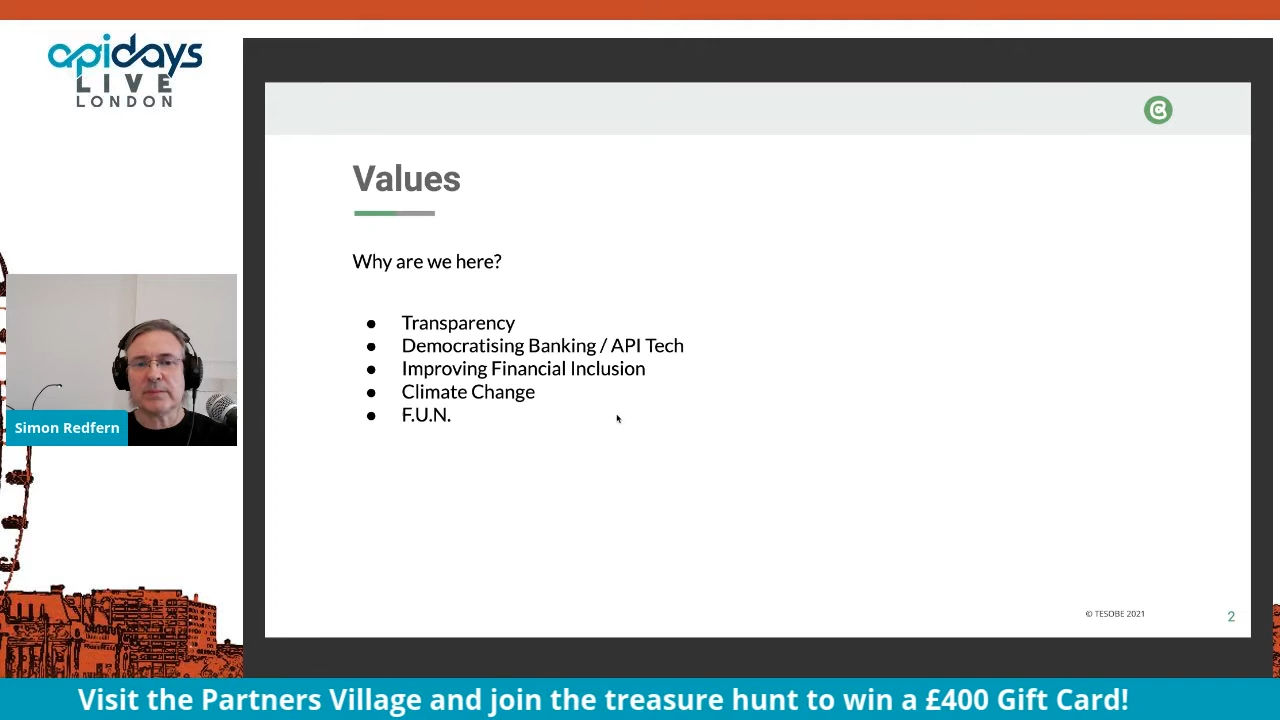 apidays
LIVE
LONDON
Values
Why are we here?
● Transparency
● Democratising Banking / API Tech
● Improving Financial Inclusion
● Climate Change
● F.U.N.
Simon Redfern
© TESOBE 2021
2
Visit the Partners Village and join the treasure hunt to win a £400 Gift Card!